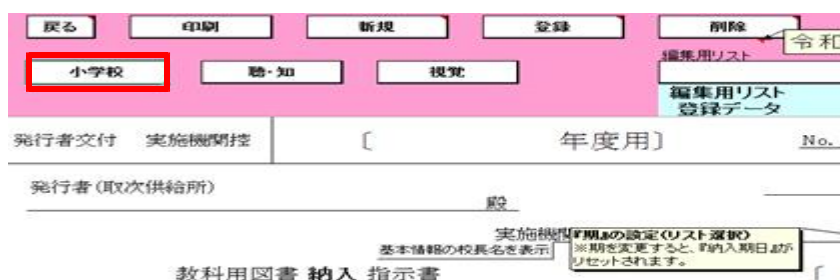 戻る 印刷 新規 登録 削除
令和
編集用リスト
小学校 聴・知 視覚
編集用リスト
登録データ
発行者交付 実施機関控 〔 年度用〕 No.
発行者(取次供給所)
殿
実施機関
『期』の設定(リスト選択)
基本情報の校長名を表示
※期を変更すると、『納入期日』が
リセットされます。
教科用図書 納入 指示書 〔